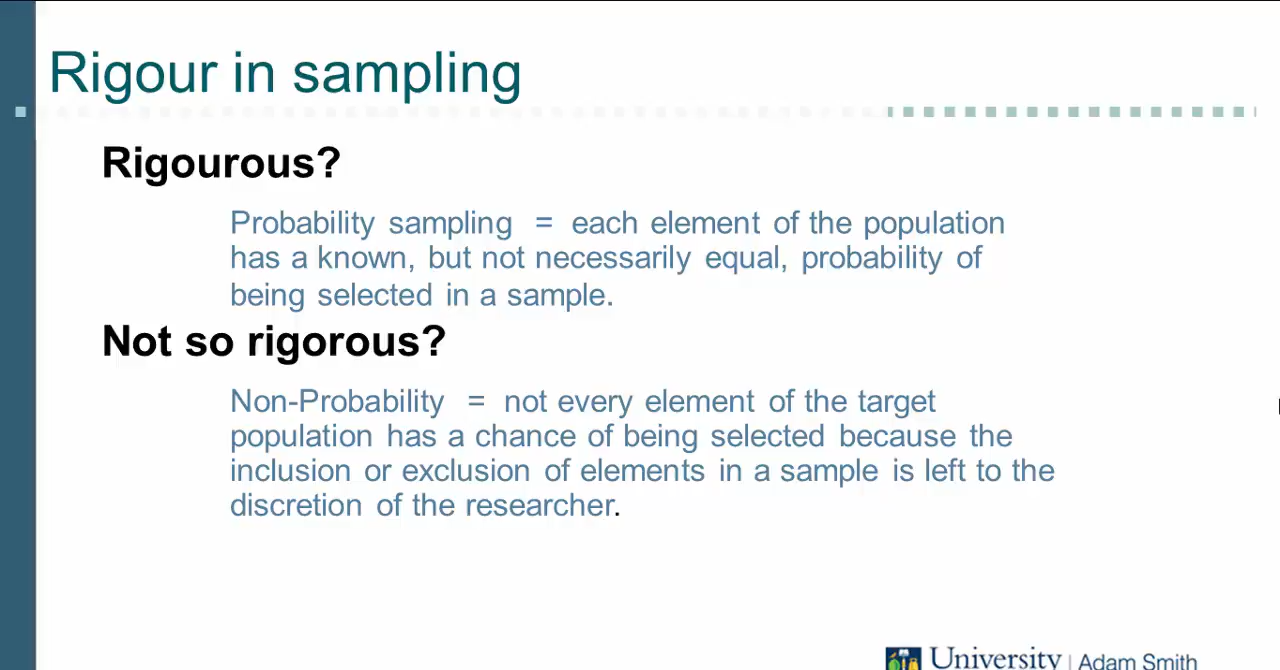 Rigour in sampling
Rigourous?
Probability sampling = each element of the population
has a known, but not necessarily equal, probability of
being selected in a sample.
Not so rigorous?
Non-Probability = not every element of the target
population has a chance of being selected because the
inclusion or exclusion of elements in a sample is left to the
discretion of the researcher.
University | Adam Smith